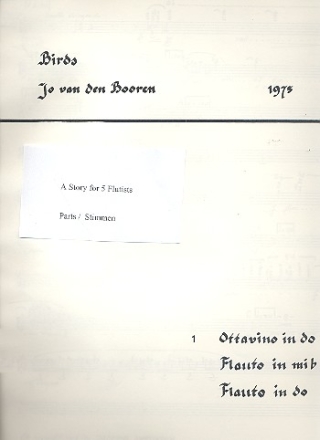 Birds
Jo van den Booren 1975
A Story for 5 Flutists
Parts / Stimmen
1 Ottavino in do
Flauto in mi♭
Flauto in do